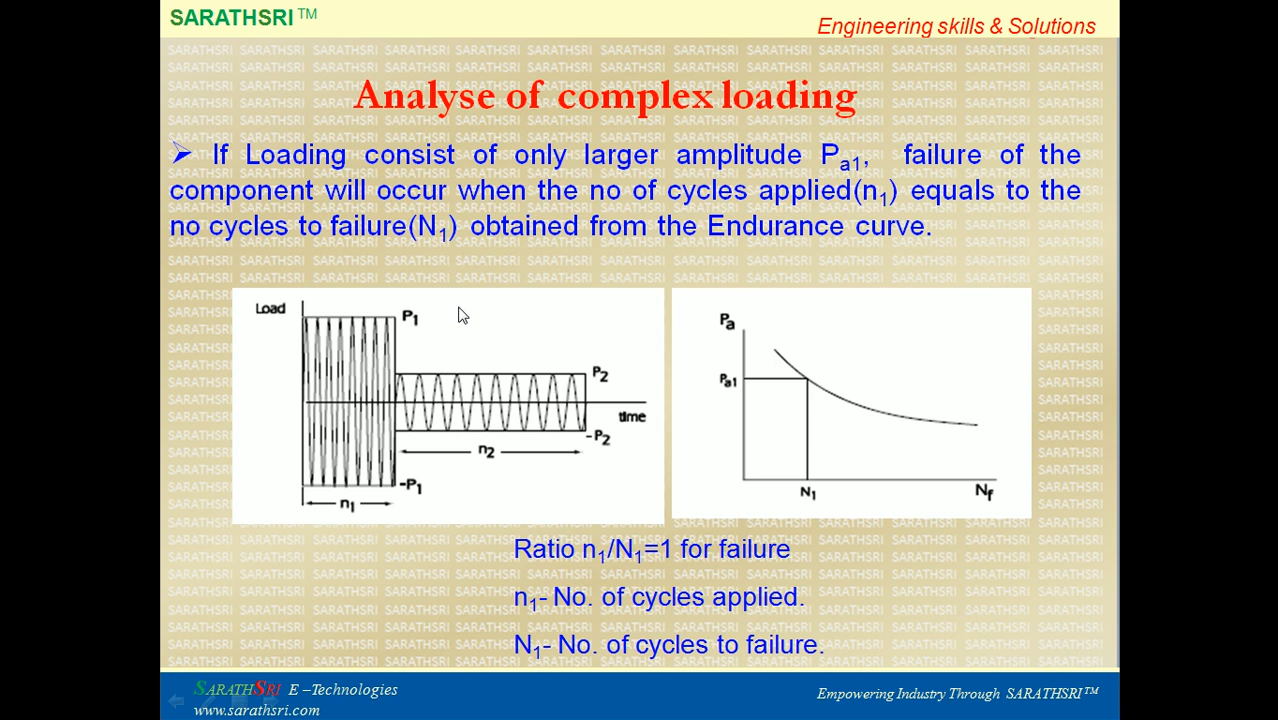 SARATHSRI™
Engineering skills & Solutions
Analyse of complex loading
➢ If Loading consist of only larger amplitude Pa1, failure of the
component will occur when the no of cycles applied(n1) equals to the
no cycles to failure(N1) obtained from the Endurance curve.
Load
P1
P2
time
-P2
n2
-P1
n1
Pa
Pa1
N1
Nf
Ratio n1/N1=1 for failure
n1- No. of cycles applied.
N1- No. of cycles to failure.
SARATHSRI E –Technologies
www.sarathsri.com
Empowering Industry Through SARATHSRI™